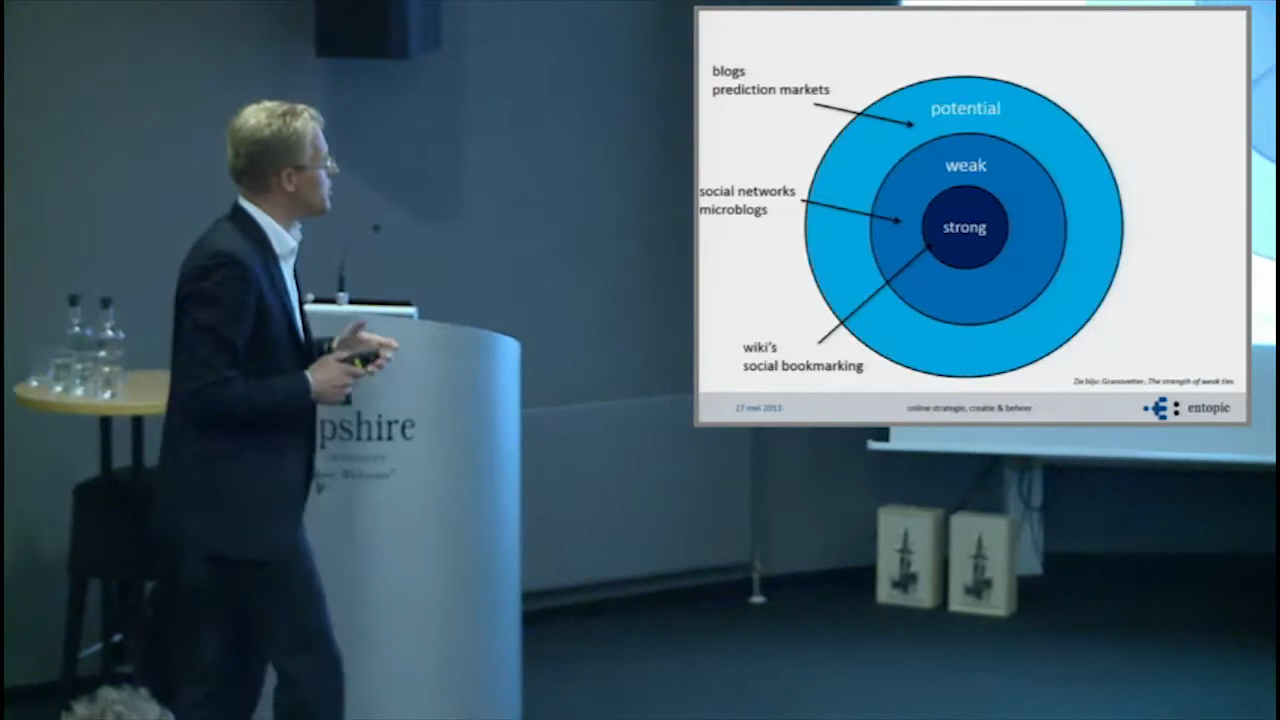 blogs
prediction markets
potential
weak
social networks
microblogs
strong
wiki's
social bookmarking
Zie bijv. Granovetter, The strength of weak ties
27 mei 2013
online strategie, creatie & beheer
entopic
pshire